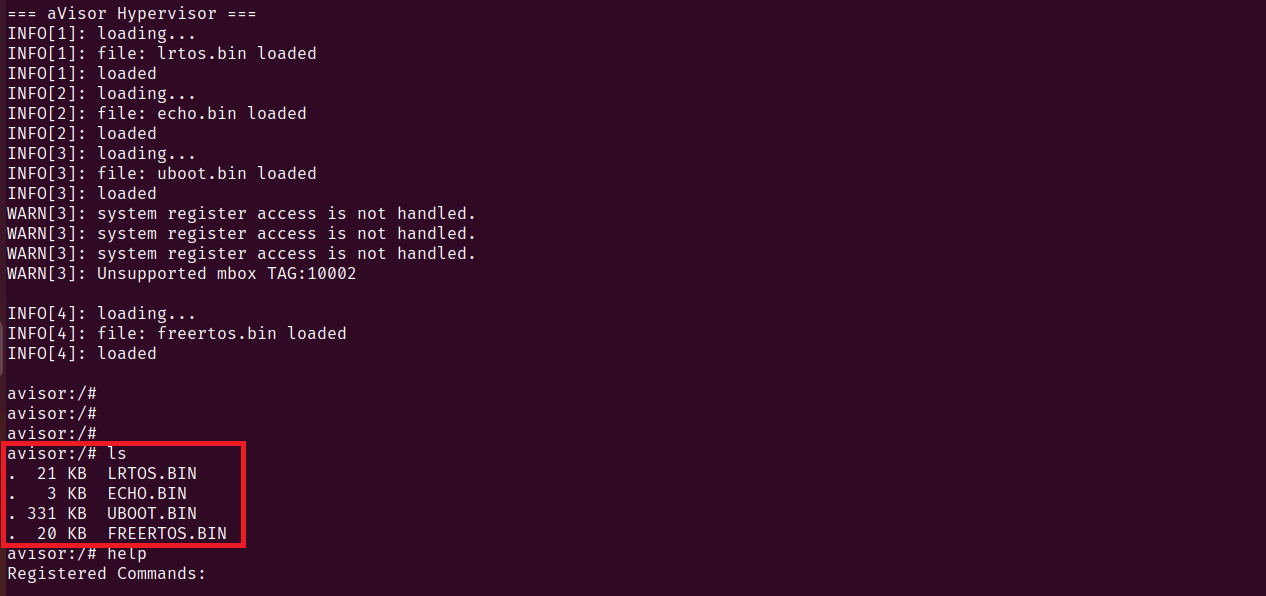 === aVisor Hypervisor ===
INFO[1]: loading...
INFO[1]: file: lrtos.bin loaded
INFO[1]: loaded
INFO[2]: loading...
INFO[2]: file: echo.bin loaded
INFO[2]: loaded
INFO[3]: loading...
INFO[3]: file: uboot.bin loaded
INFO[3]: loaded
WARN[3]: system register access is not handled.
WARN[3]: system register access is not handled.
WARN[3]: system register access is not handled.
WARN[3]: Unsupported mbox TAG:10002
INFO[4]: loading...
INFO[4]: file: freertos.bin loaded
INFO[4]: loaded
avisor:/#
avisor:/#
avisor:/#
avisor:/# ls
.  21 KB  LRTOS.BIN
.   3 KB  ECHO.BIN
. 331 KB  UBOOT.BIN
.  20 KB  FREERTOS.BIN
avisor:/# help
Registered Commands: